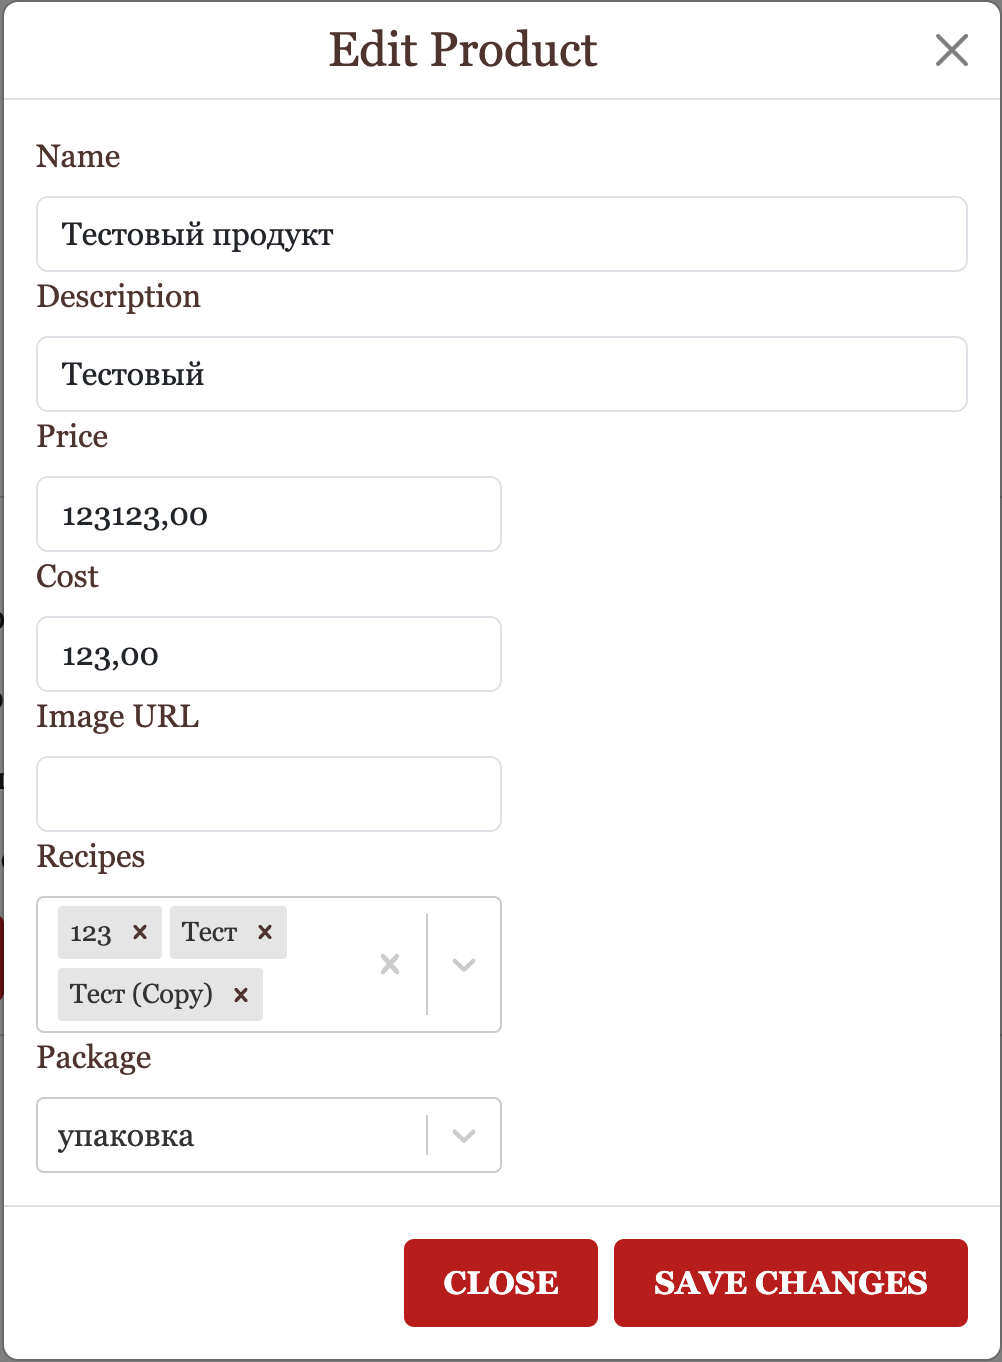 Edit Product
Name
Тестовый продукт
Description
Тестовый
Price
123123,00
Cost
123,00
Image URL
Recipes
123 Тест
Тест (Copy)
Package
упаковка
CLOSE SAVE CHANGES